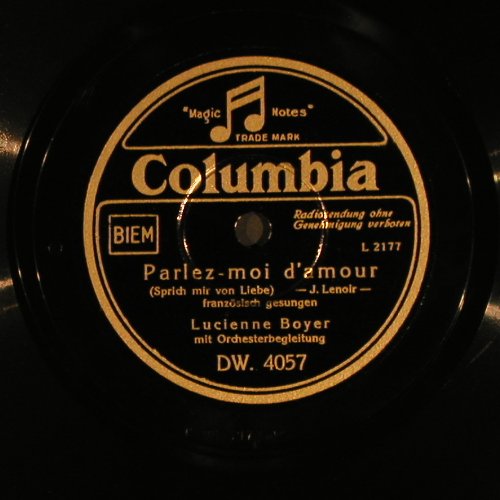 "Magic Notes"
TRADE MARK
Columbia
Radiosendung ohne
Genehmigung verboten
BIEM
L 2177
Parlez-moi d'amour
(Sprich mir von Liebe) — J. Lenoir —
französisch gesungen
Lucienne Boyer
mit Orchesterbegleitung
DW. 4057